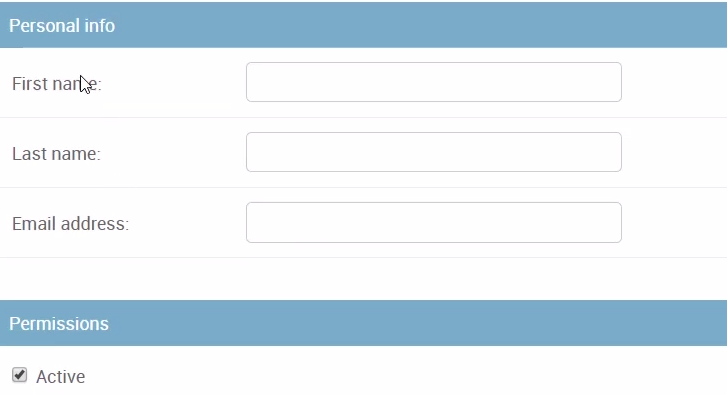 Personal info
First name:
Last name:
Email address:
Permissions
Active